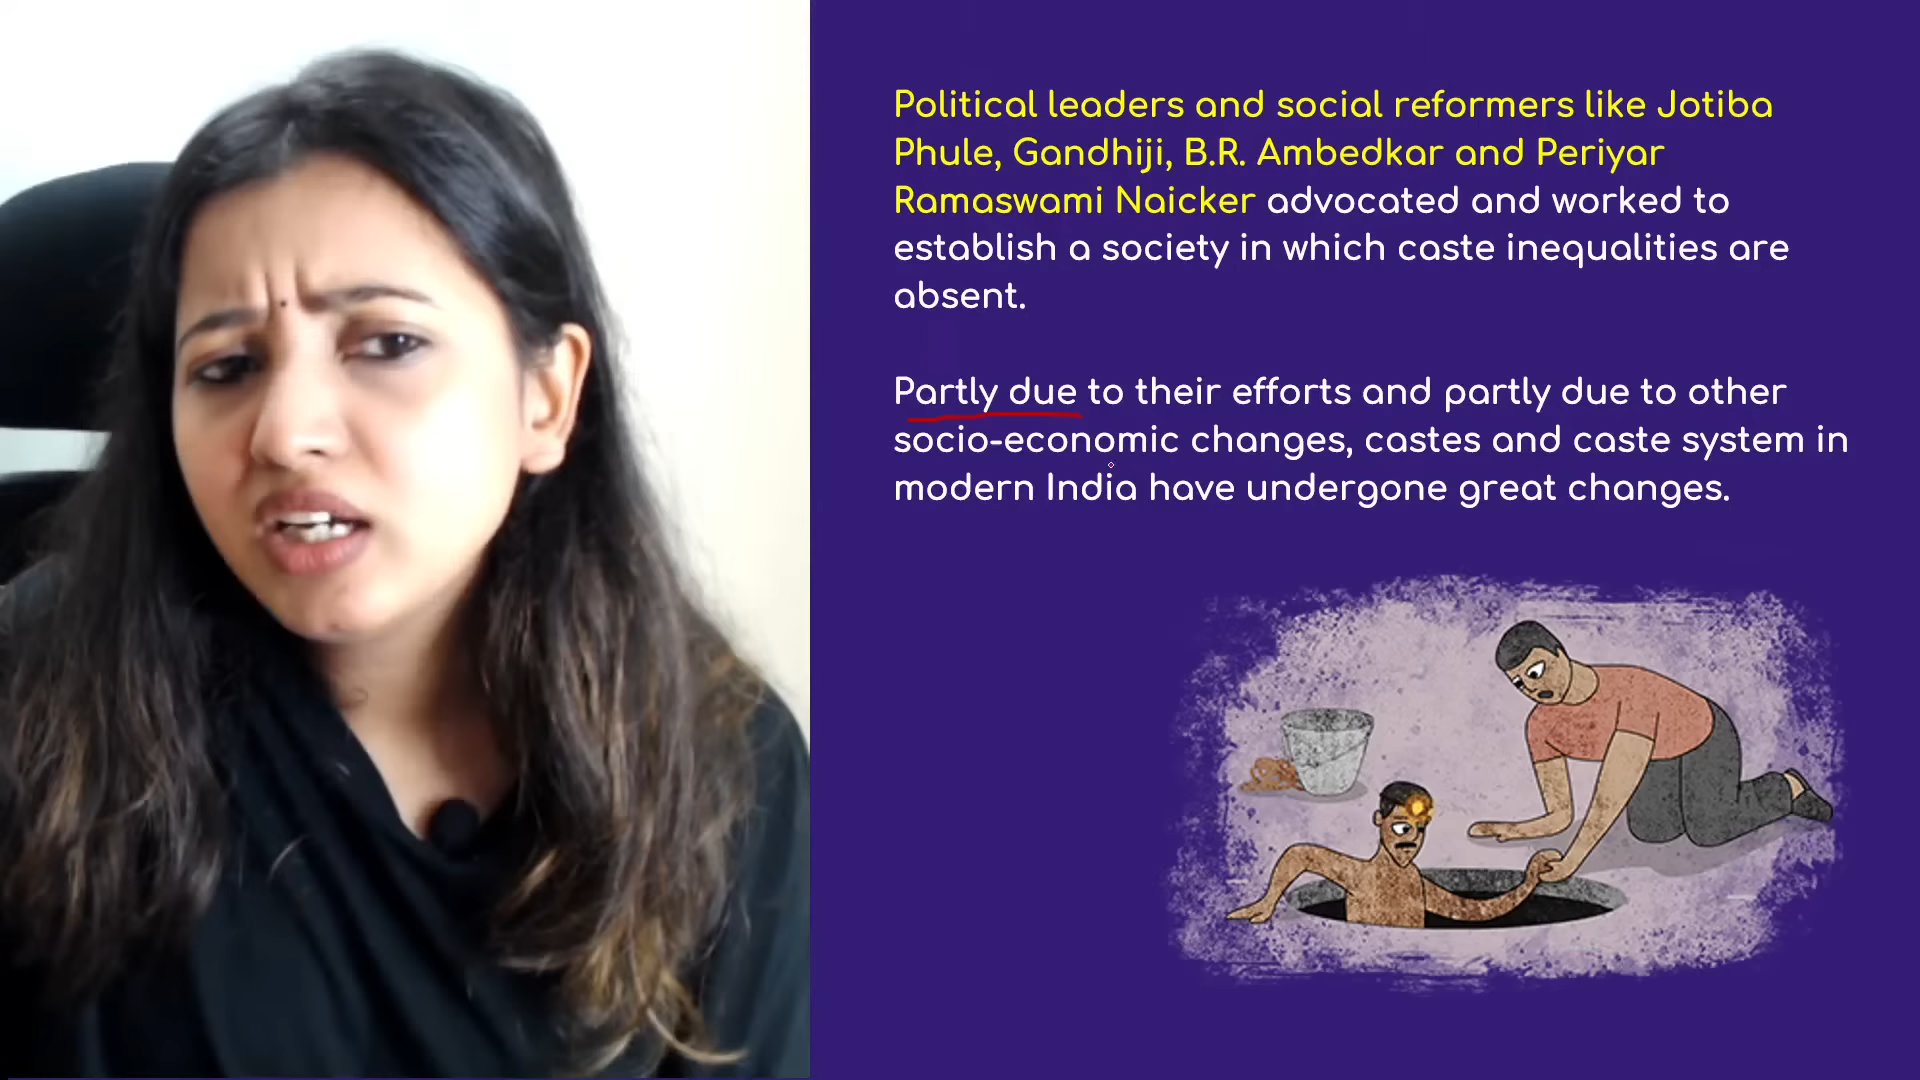 Political leaders and social reformers like Jotiba
Phule, Gandhiji, B.R. Ambedkar and Periyar
Ramaswami Naicker advocated and worked to
establish a society in which caste inequalities are
absent.
Partly due to their efforts and partly due to other
socio-economic changes, castes and caste system in
modern India have undergone great changes.